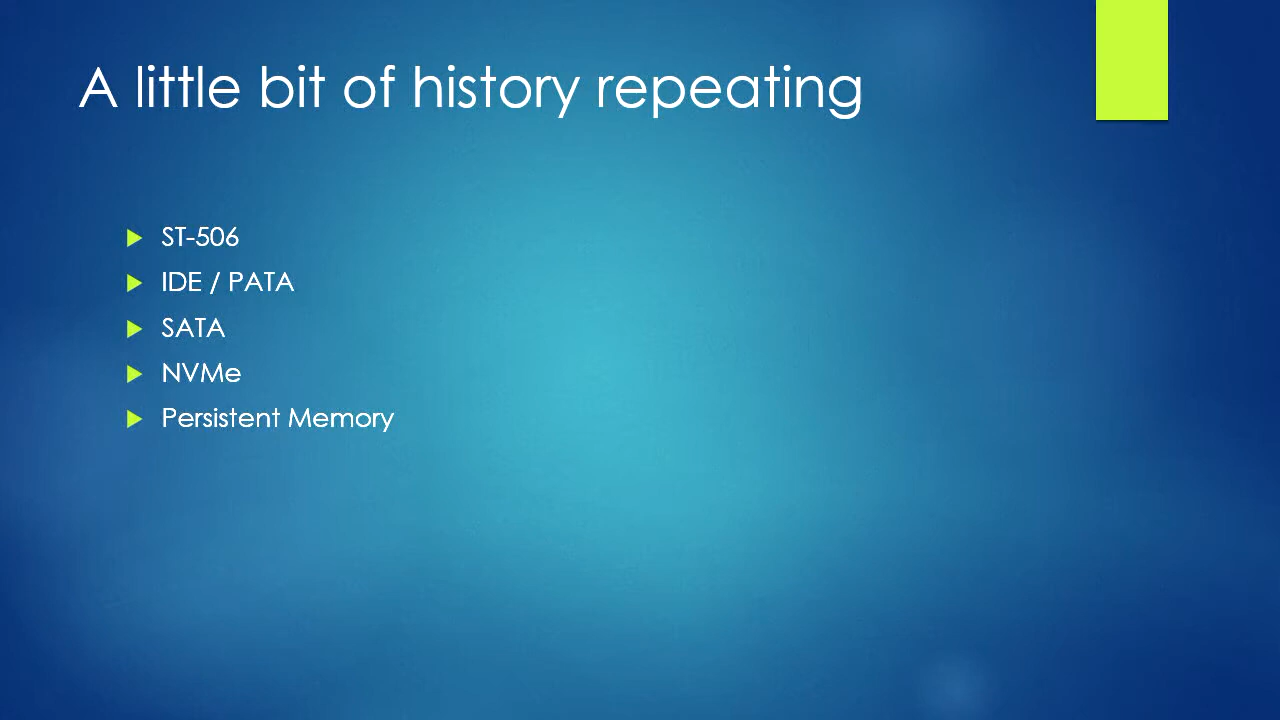 A little bit of history repeating
ST-506
IDE / PATA
SATA
NVMe
Persistent Memory